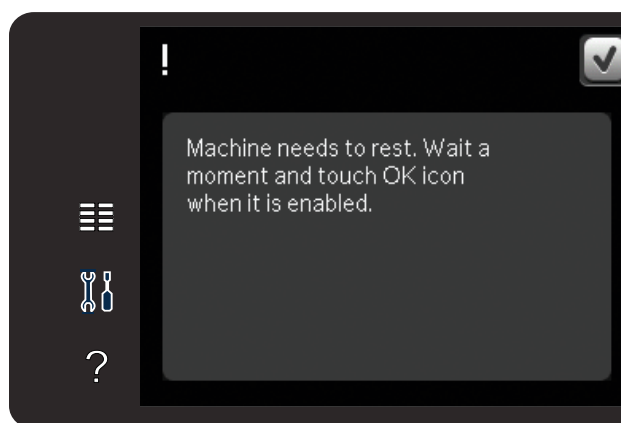 !
Machine needs to rest. Wait a
moment and touch OK icon
when it is enabled.
?